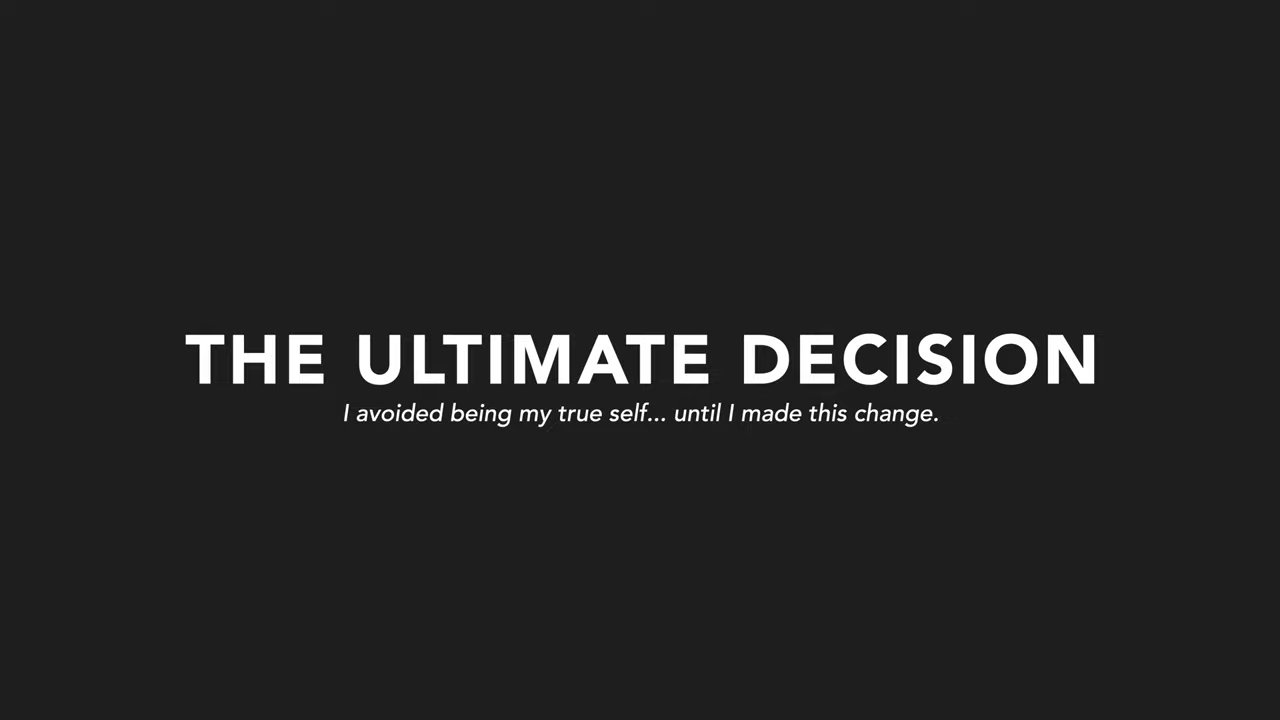 THE ULTIMATE DECISION
I avoided being my true self... until I made this change.